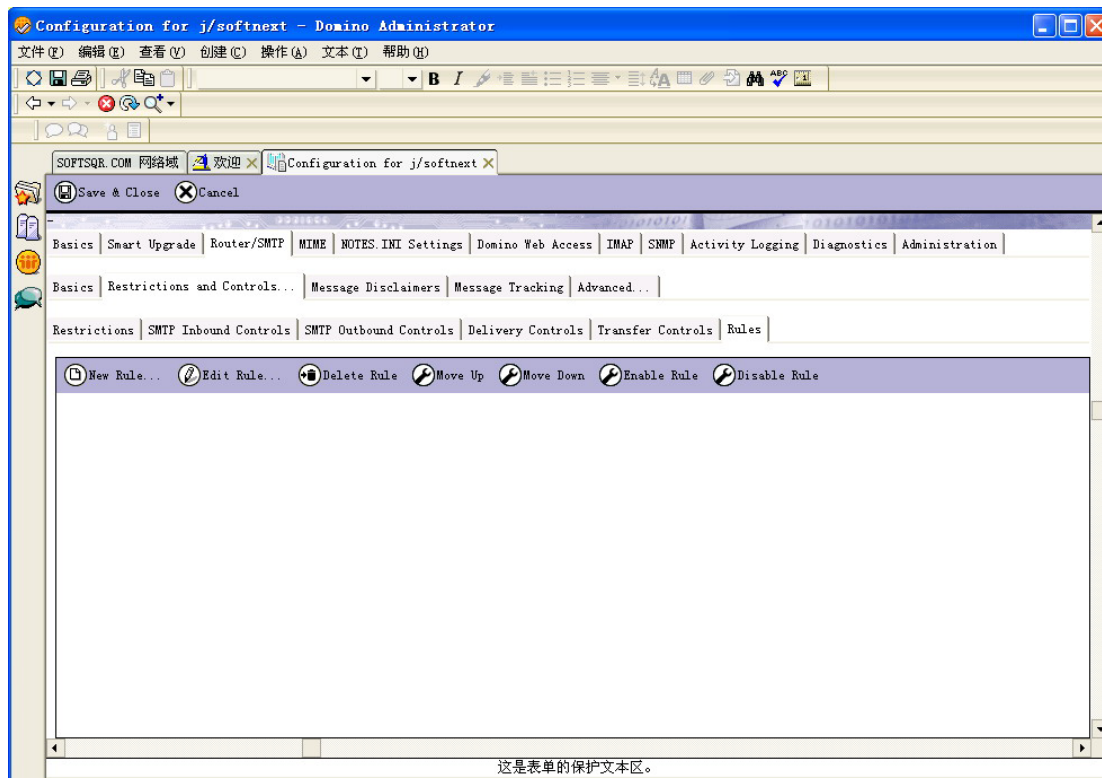 Configuration for j/softnext - Domino Administrator
文件(F) 编辑(E) 查看(V) 创建(C) 操作(A) 文本(T) 帮助(H)
SOFTSQR.COM 网络域 欢迎 Configuration for j/softnext
Save & Close Cancel
Basics Smart Upgrade Router/SMTP MIME NOTES.INI Settings Domino Web Access IMAP SNMP Activity Logging Diagnostics Administration
Basics Restrictions and Controls... Message Disclaimers Message Tracking Advanced...
Restrictions SMTP Inbound Controls SMTP Outbound Controls Delivery Controls Transfer Controls Rules
New Rule... Edit Rule... Delete Rule Move Up Move Down Enable Rule Disable Rule
这是表单的保护文本区。